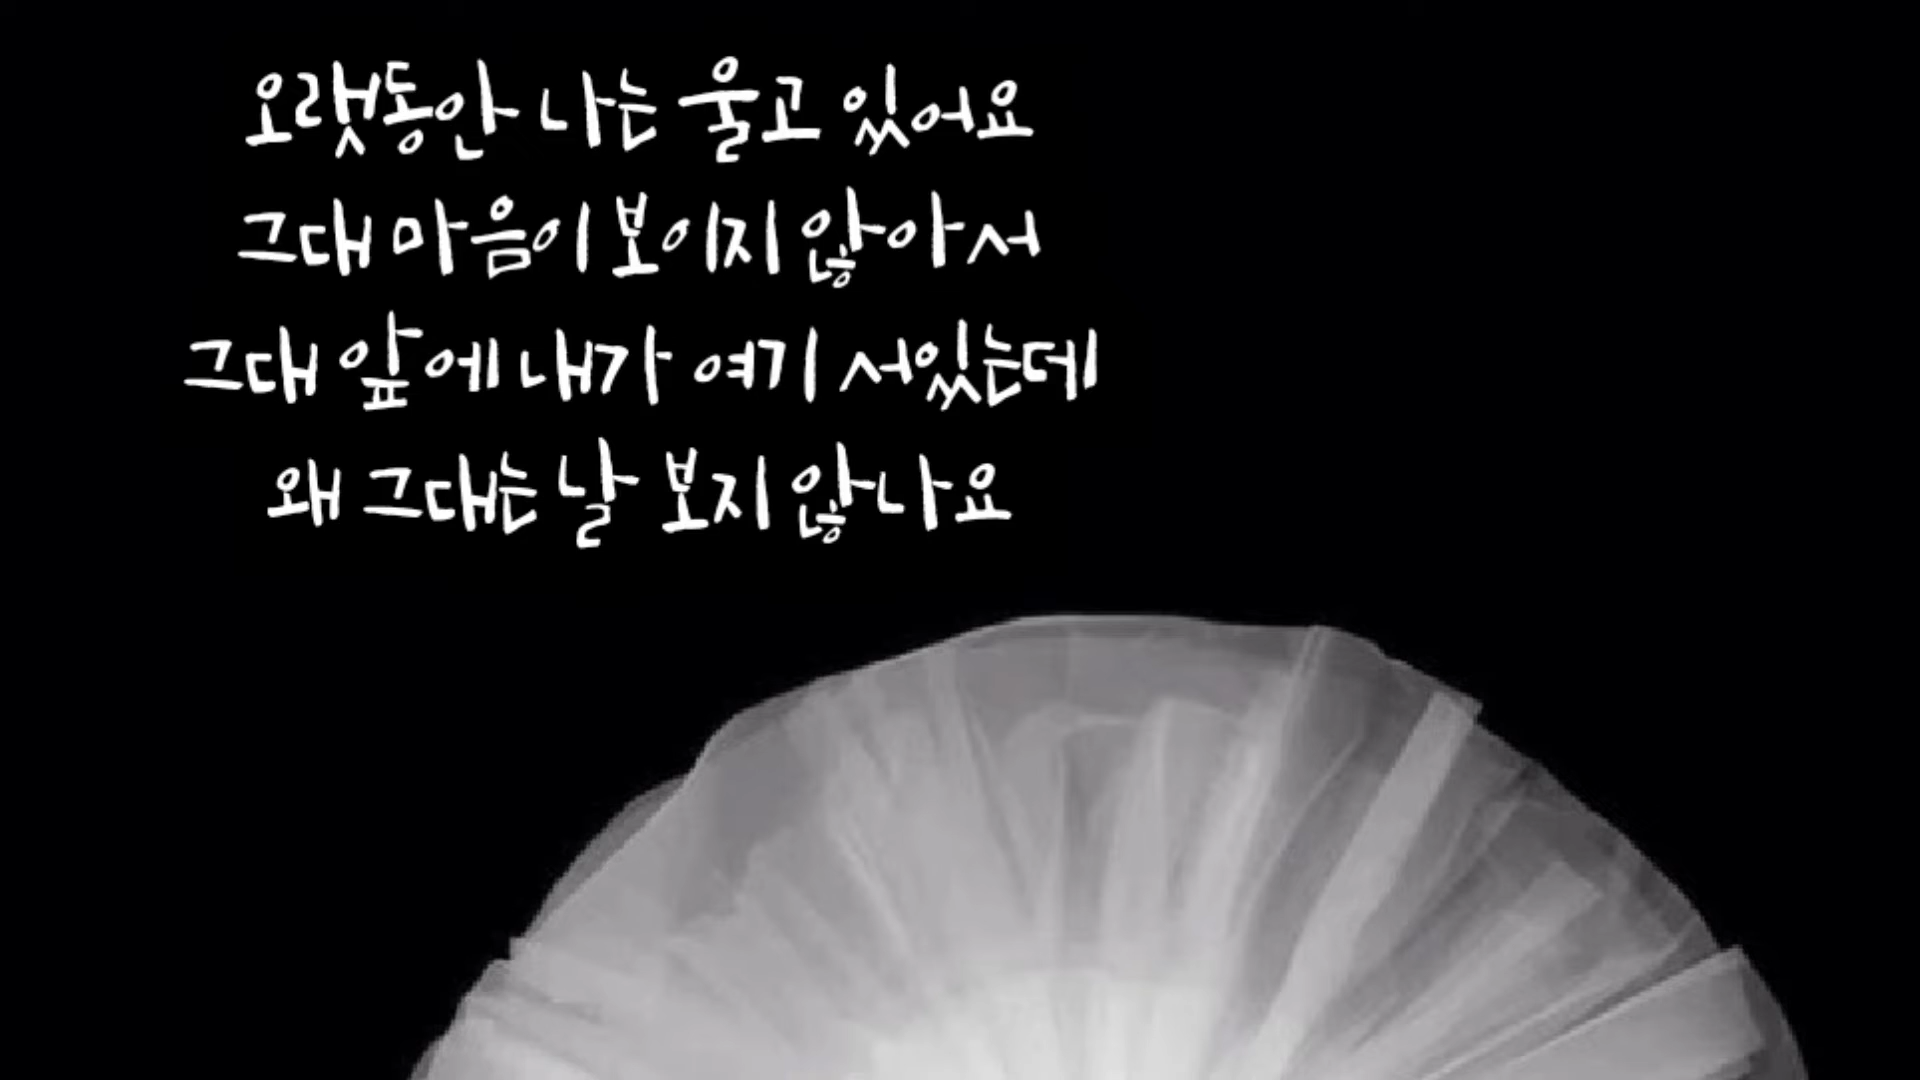 오랫동안 나는 울고 있어요
그대 마음이 보이지 않아서
그대 앞에 내가 여기 서있는데
왜 그대는 날 보지 않나요